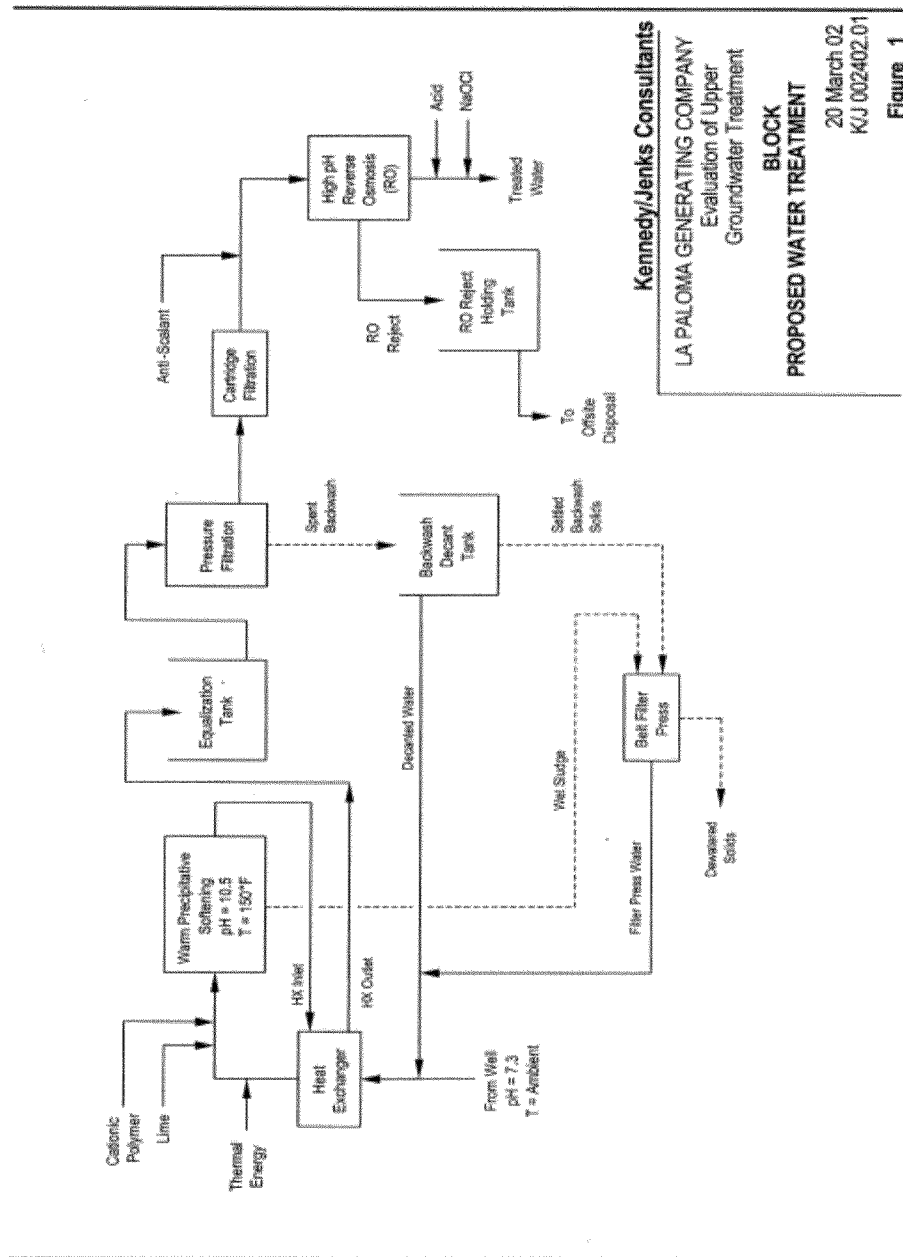 Cationic
Polymer
Lime
Thermal
Energy
Warm Precipitative
Softening
pH = 10.5
T = 150°F
Heat
Exchanger
HX Inlet
HX Outlet
From Well
pH = 7.3
T = Ambient
Equalization
Tank
Pressure
Filtration
Cartridge
Filtration
Anti-Scalant
High pH
Reverse
Osmosis
(RO)
Acid
NaOCl
Treated
Water
RO
Reject
RO Reject
Holding
Tank
To
Offsite
Disposal
Spent
Backwash
Backwash
Decant
Tank
Settled
Backwash
Solids
Decanted Water
Wet Sludge
Belt Filter
Press
Filter Press Water
Dewatered
Solids
Kennedy/Jenks Consultants
LA PALOMA GENERATING COMPANY
Evaluation of Upper
Groundwater Treatment
BLOCK
PROPOSED WATER TREATMENT
20 March 02
K/J 002402.01
Figure 1